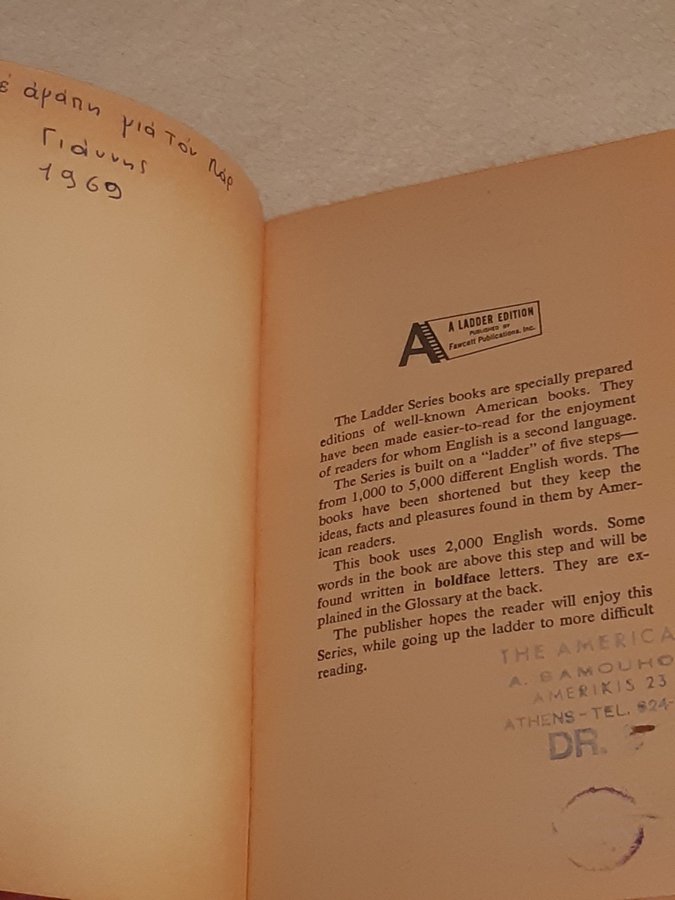 έ ἀγάπη γιά τόν Πάρ
Γιάννης
1969
A LADDER EDITION
PUBLISHED BY
Fawcett Publications, Inc.
The Ladder Series books are specially prepared
editions of well-known American books. They
have been made easier-to-read for the enjoyment
of readers for whom English is a second language.
The Series is built on a “ladder” of five steps—
from 1,000 to 5,000 different English words. The
books have been shortened but they keep the
ideas, facts and pleasures found in them by Amer-
ican readers.
This book uses 2,000 English words. Some
words in the book are above this step and will be
found written in boldface letters. They are ex-
plained in the Glossary at the back.
The publisher hopes the reader will enjoy this
Series, while going up the ladder to more difficult
reading.
THE AMERICA
A. SAMOUHO
AMERIKIS 23
ATHENS-TEL. 624-
DR.